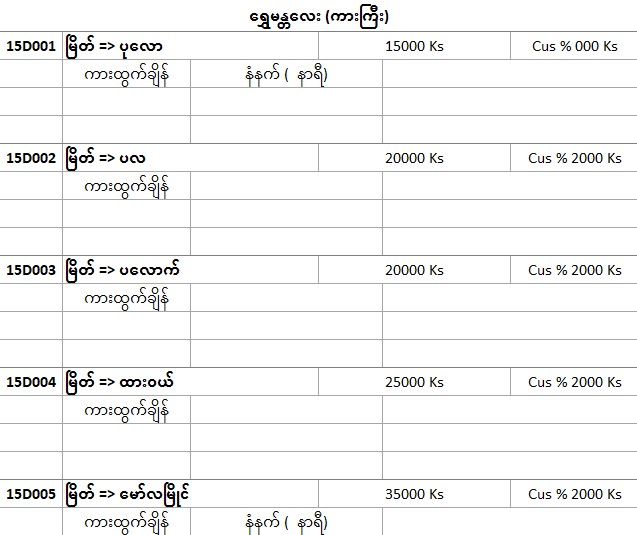 ရွှေမန္တလေး (ကားကြီး)
15D001 မြိတ် => ပုလော 15000 Ks Cus % 000 Ks
ကားထွက်ချိန် နံနက် ( နာရီ)
15D002 မြိတ် => ပလ 20000 Ks Cus % 2000 Ks
ကားထွက်ချိန်
15D003 မြိတ် => ပလောက် 20000 Ks Cus % 2000 Ks
ကားထွက်ချိန်
15D004 မြိတ် => ထားဝယ် 25000 Ks Cus % 2000 Ks
ကားထွက်ချိန်
15D005 မြိတ် => မော်လမြိုင် 35000 Ks Cus % 2000 Ks
ကားထွက်ချိန် နံနက် ( နာရီ)